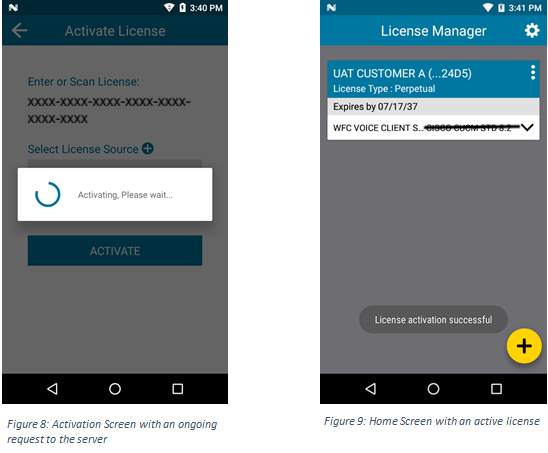 3:40 PM
Activate License
Enter or Scan License:
XXXX-XXXX-XXXX-XXXX-XXXX-
XXXX-XXXX
Select License Source
Activating, Please wait...
ACTIVATE
Figure 8: Activation Screen with an ongoing
request to the server
3:41 PM
License Manager
UAT CUSTOMER A (...24D5)
License Type : Perpetual
Expires by 07/17/37
WFC VOICE CLIENT S...
License activation successful
Figure 9: Home Screen with an active license